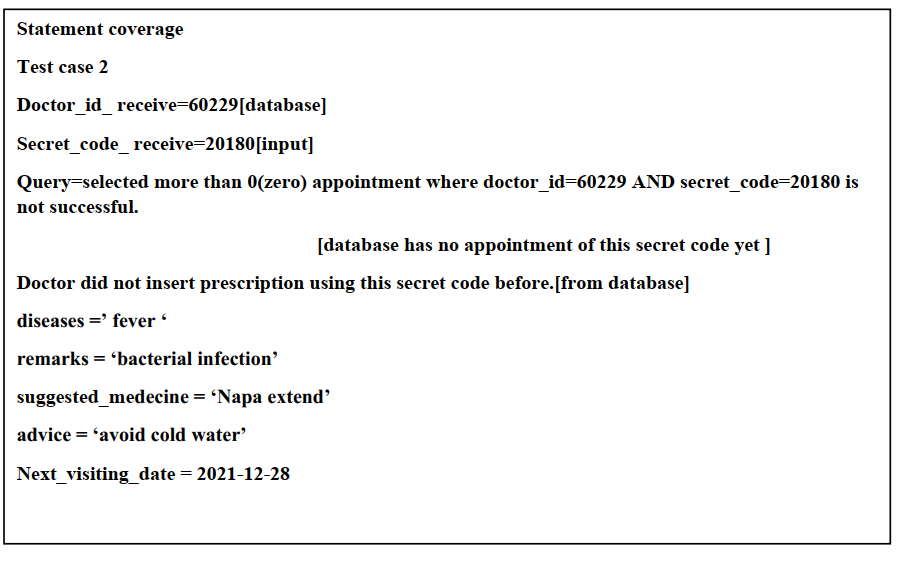 Statement coverage
Test case 2
Doctor_id_ receive=60229[database]
Secret_code_ receive=20180[input]
Query=selected more than 0(zero) appointment where doctor_id=60229 AND secret_code=20180 is
not successful.
[database has no appointment of this secret code yet ]
Doctor did not insert prescription using this secret code before.[from database]
diseases =’ fever ‘
remarks = ‘bacterial infection’
suggested_medecine = ‘Napa extend’
advice = ‘avoid cold water’
Next_visiting_date = 2021-12-28